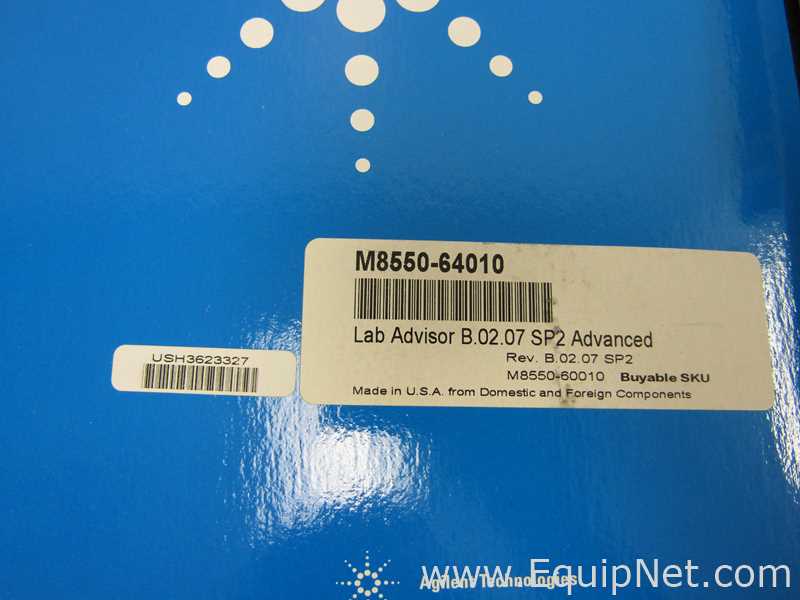 M8550-64010
Lab Advisor B.02.07 SP2 Advanced
Rev. B.02.07 SP2
M8550-60010 Buyable SKU
Made in U.S.A. from Domestic and Foreign Components
USH3623327
Agilent Technologies
www.EquipNet.com